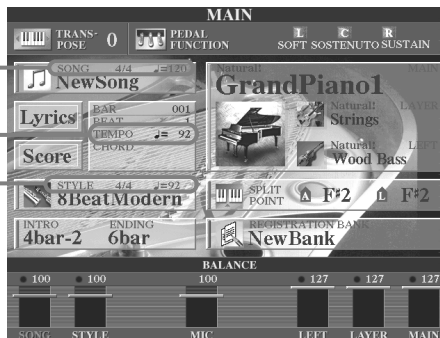 MAIN
TRANS-
POSE 0
PEDAL
FUNCTION
L C R
SOFT SOSTENUTO SUSTAIN
SONG 4/4 ♩=120
NewSong
Natural! MAIN
GrandPiano1
Lyrics
BAR 001
BEAT 1
TEMPO ♩= 92
CHORD
Score
Natural! LAYER
Strings
Natural! LEFT
Wood Bass
STYLE 4/4 ♩=92
8BeatModern
SPLIT
POINT A F♯2 L F♯2
INTRO ENDING
4bar-2 6bar
REGISTRATION BANK
NewBank
BALANCE
100 100 100 127 127 127
SONG STYLE MIC LEFT LAYER MAIN